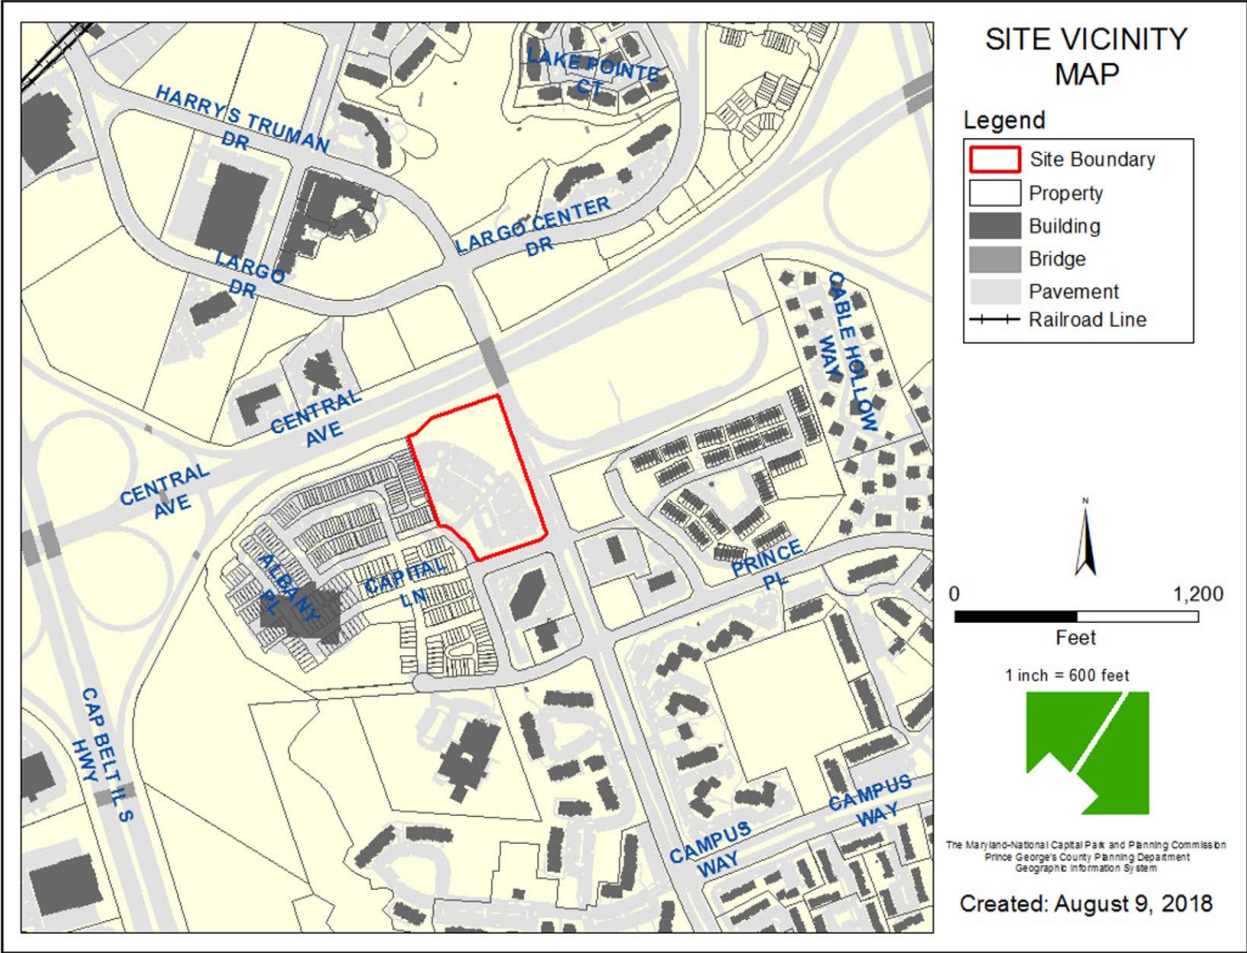 SITE VICINITY
MAP
Legend
Site Boundary
Property
Building
Bridge
Pavement
Railroad Line
N
0 1,200
Feet
1 inch = 600 feet
The Maryland-National Capital Park and Planning Commission
Prince George's County Planning Department
Geographic Information System
Created: August 9, 2018
LAKE POINTE
CT
HARRY S TRUMAN
DR
LARGO CENTER
DR
LARGO
DR
CABLE HOLLOW
WAY
CENTRAL
AVE
CENTRAL
AVE
ALBANY
PL
CAPITAL
LN
PRINCE
PL
CAP BELT IL S
HWY
CAMPUS
WAY
CAMPUS
WAY